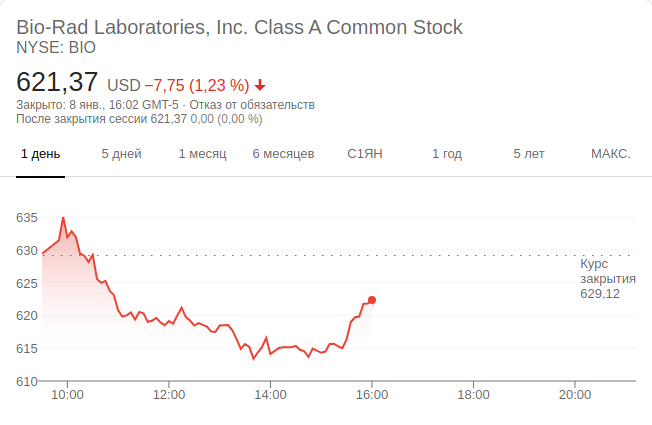 Bio-Rad Laboratories, Inc. Class A Common Stock
NYSE: BIO
621,37 USD −7,75 (1,23 %)
Закрыто: 8 янв., 16:02 GMT-5 · Отказ от обязательств
После закрытия сессии 621,37 0,00 (0,00 %)
1 день 5 дней 1 месяц 6 месяцев С1ЯН 1 год 5 лет МАКС.
635
630
Курс
закрытия
629,12
625
620
615
610
10:00 12:00 14:00 16:00 18:00 20:00